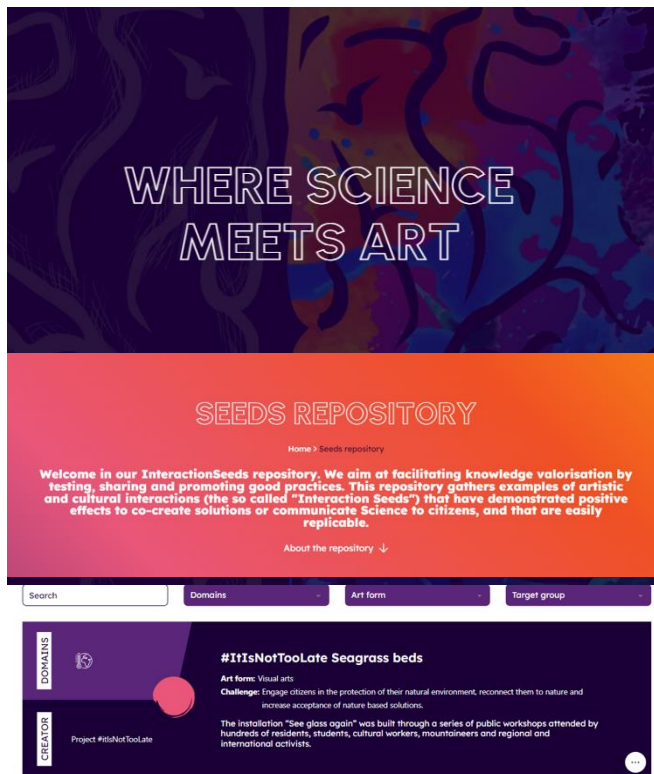 WHERE SCIENCE
MEETS ART
SEEDS REPOSITORY
Home > Seeds repository
Welcome in our InteractionSeeds repository. We aim at facilitating knowledge valorisation by
testing, sharing and promoting good practices. This repository gathers examples of artistic
and cultural interactions (the so called "Interaction Seeds") that have demonstrated positive
effects to co-create solutions or communicate Science to citizens, and that are easily
replicable.
About the repository ↓
Search
Domains
Art form
Target group
DOMAINS
#ItIsNotTooLate Seagrass beds
Art form: Visual arts
Challenge: Engage citizens in the protection of their natural environment, reconnect them to nature and
increase acceptance of nature based solutions.
CREATOR
Project #itIsNotTooLate
The installation "See glass again" was built through a series of public workshops attended by
hundreds of residents, students, cultural workers, mountaineers and regional and
international activists.